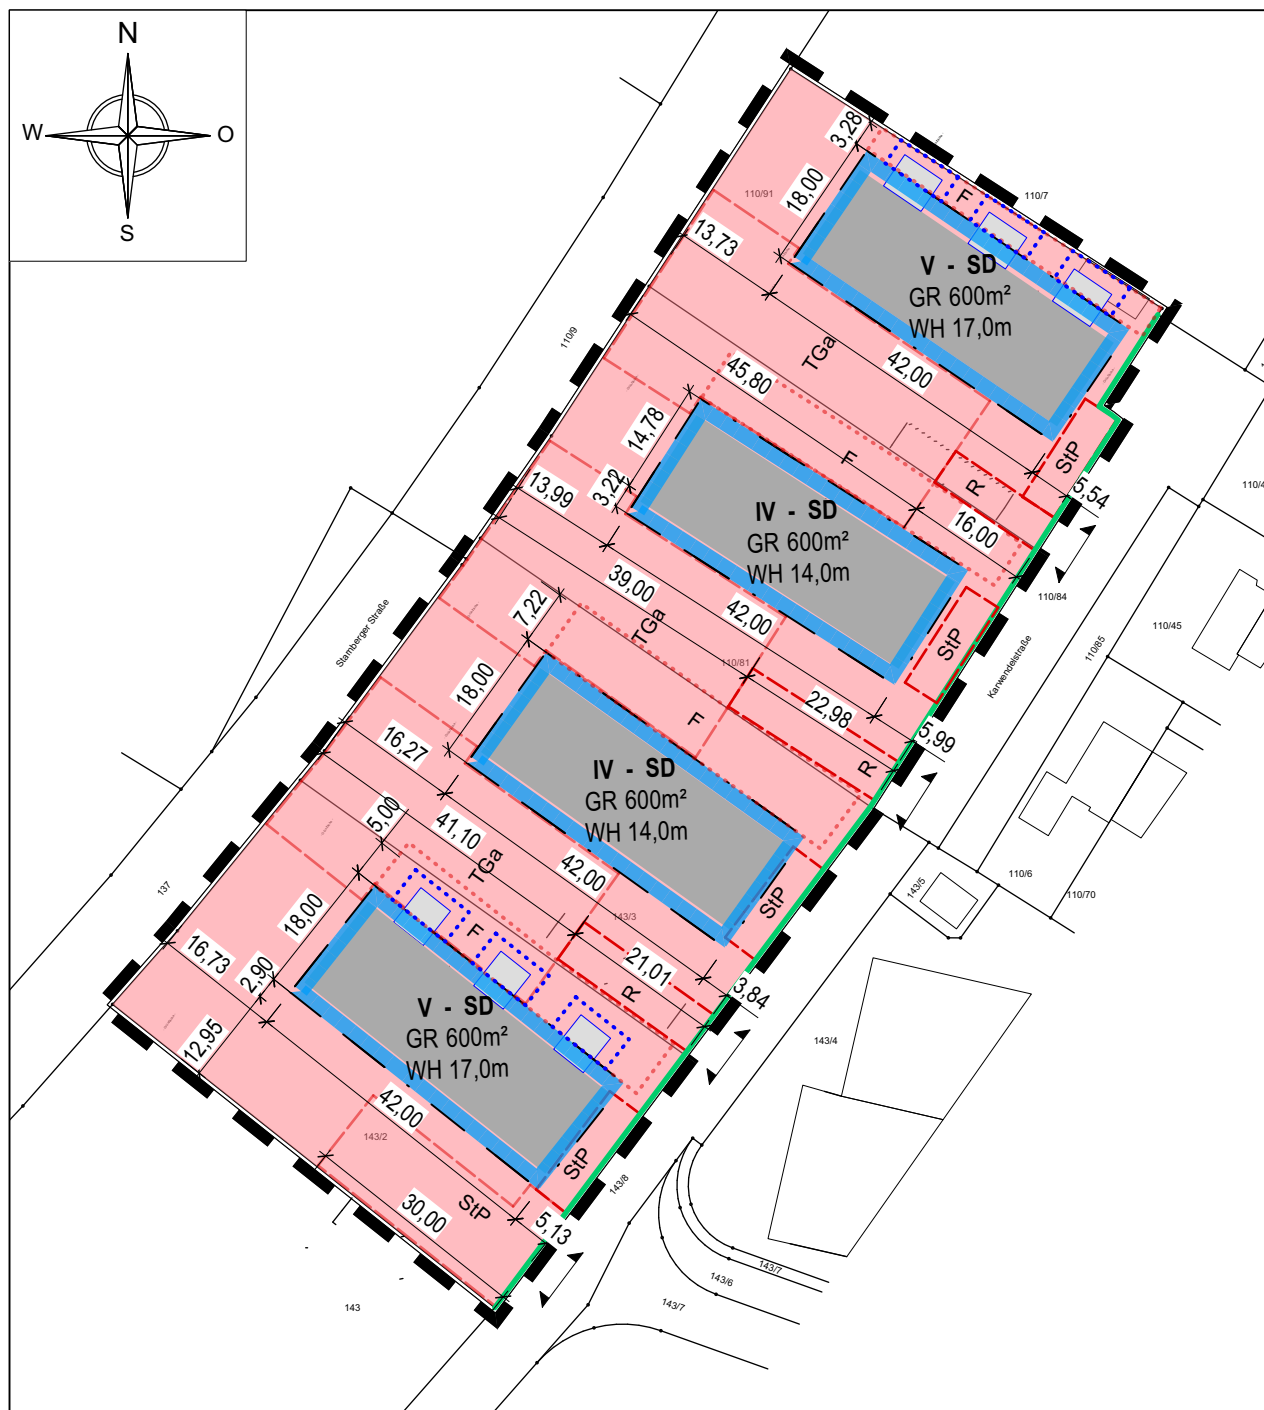 N
W
O
S
3,28
18,00
110/91
110/7
F
13,73
V - SD
GR 600m²
WH 17,0m
TGa
42,00
110/9
45,80
StP
14,78
F
R
5,54
110/4
3,22
13,99
IV - SD
GR 600m²
WH 14,0m
16,00
39,00
110/84
7,22
TGa
42,00
StP
110/45
Starnberger Straße
110/81
110/85
Karwendelstraße
18,00
F
22,98
5,99
16,27
IV - SD
GR 600m²
WH 14,0m
R
5,00
41,10
TGa
42,00
110/6
143/5
110/70
137
18,00
StP
143/3
F
16,73
2,90
21,01
R
3,84
V - SD
GR 600m²
WH 17,0m
143/4
12,95
42,00
143/2
StP
143/8
StP
30,00
5,13
143/7
143/6
143
143/7